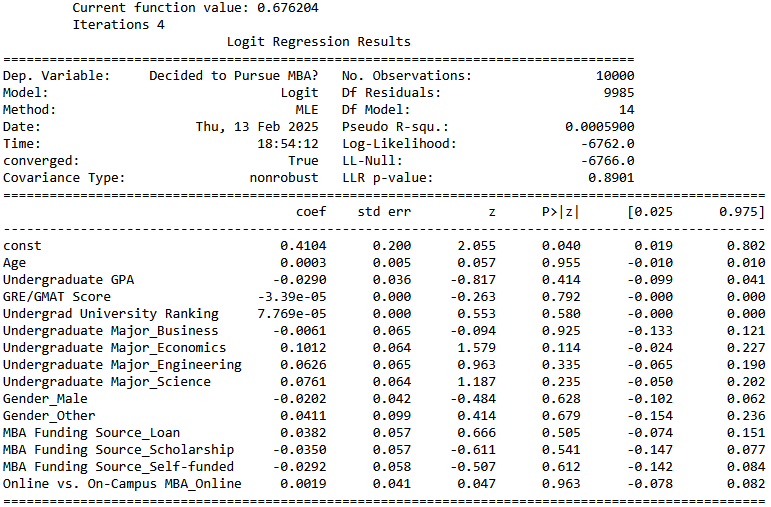 Current function value: 0.676204
Iterations 4
Logit Regression Results
==================================================================================
Dep. Variable:     Decided to Pursue MBA?   No. Observations:                10000
Model:                              Logit   Df Residuals:                     9985
Method:                               MLE   Df Model:                           14
Date:                    Thu, 13 Feb 2025   Pseudo R-squ.:               0.0005900
Time:                            18:54:12   Log-Likelihood:                -6762.0
converged:                           True   LL-Null:                       -6766.0
Covariance Type:                nonrobust   LLR p-value:                    0.8901
===================================================================================================
                                      coef    std err          z      P>|z|      [0.025      0.975]
---------------------------------------------------------------------------------------------------
const                               0.4104      0.200      2.055      0.040       0.019       0.802
Age                                 0.0003      0.005      0.057      0.955      -0.010       0.010
Undergraduate GPA                  -0.0290      0.036     -0.817      0.414      -0.099       0.041
GRE/GMAT Score                   -3.39e-05      0.000     -0.263      0.792      -0.000       0.000
Undergrad University Ranking     7.769e-05      0.000      0.553      0.580      -0.000       0.000
Undergraduate Major_Business       -0.0061      0.065     -0.094      0.925      -0.133       0.121
Undergraduate Major_Economics       0.1012      0.064      1.579      0.114      -0.024       0.227
Undergraduate Major_Engineering     0.0626      0.065      0.963      0.335      -0.065       0.190
Undergraduate Major_Science         0.0761      0.064      1.187      0.235      -0.050       0.202
Gender_Male                        -0.0202      0.042     -0.484      0.628      -0.102       0.062
Gender_Other                        0.0411      0.099      0.414      0.679      -0.154       0.236
MBA Funding Source_Loan             0.0382      0.057      0.666      0.505      -0.074       0.151
MBA Funding Source_Scholarship     -0.0350      0.057     -0.611      0.541      -0.147       0.077
MBA Funding Source_Self-funded     -0.0292      0.058     -0.507      0.612      -0.142       0.084
Online vs. On-Campus MBA_Online     0.0019      0.041      0.047      0.963      -0.078       0.082
===================================================================================================